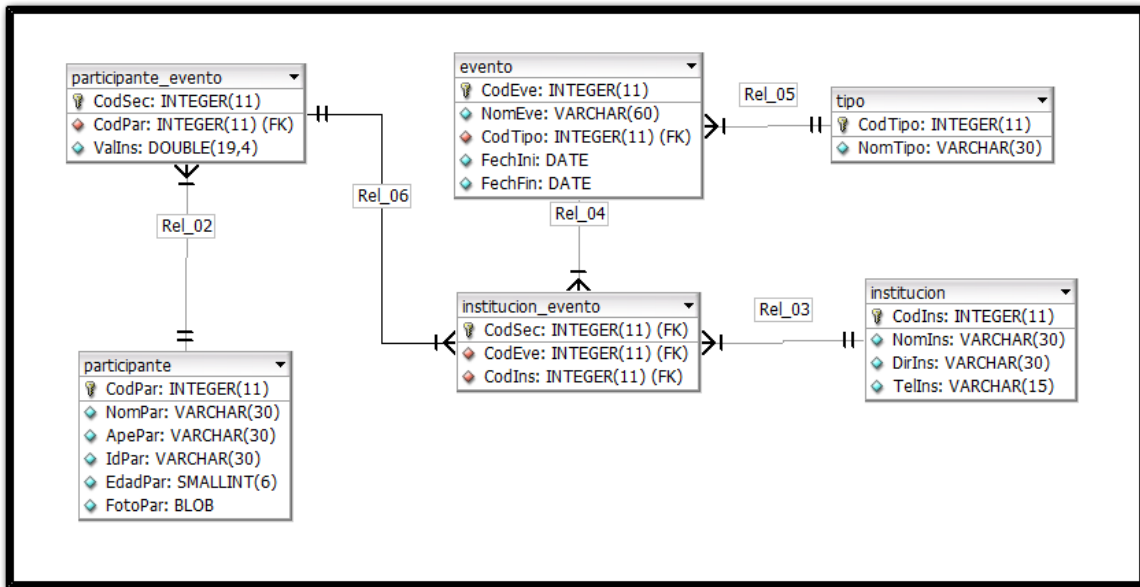 participante_evento
CodSec: INTEGER(11)
CodPar: INTEGER(11) (FK)
ValIns: DOUBLE(19,4)
evento
CodEve: INTEGER(11)
NomEve: VARCHAR(60)
CodTipo: INTEGER(11) (FK)
FechIni: DATE
FechFin: DATE
Rel_05
tipo
CodTipo: INTEGER(11)
NomTipo: VARCHAR(30)
Rel_06
Rel_02
Rel_04
participante
CodPar: INTEGER(11)
NomPar: VARCHAR(30)
ApePar: VARCHAR(30)
IdPar: VARCHAR(30)
EdadPar: SMALLINT(6)
FotoPar: BLOB
institucion_evento
CodSec: INTEGER(11) (FK)
CodEve: INTEGER(11) (FK)
CodIns: INTEGER(11) (FK)
Rel_03
institucion
CodIns: INTEGER(11)
NomIns: VARCHAR(30)
DirIns: VARCHAR(30)
TelIns: VARCHAR(15)